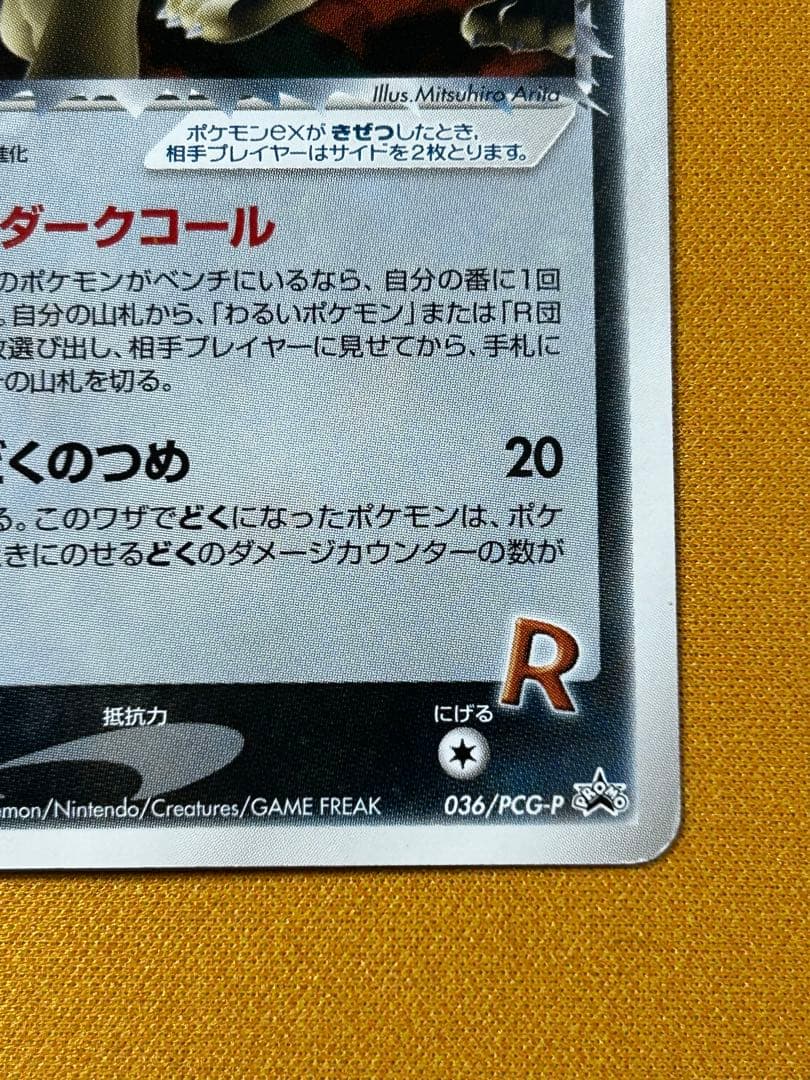 Illus. Mitsuhiro Arita
進化
ポケモンexが きぜつしたとき、
相手プレイヤーはサイドを2枚とります。
ダークコール
のポケモンがベンチにいるなら、自分の番に1回
。自分の山札から、「わるいポケモン」または「R団
枚選び出し、相手プレイヤーに見せてから、手札に
の山札を切る。
どくのつめ 20
る。このワザでどくになったポケモンは、ポケ
ときにのせるどくのダメージカウンターの数が
R
抵抗力 にげる
emon/Nintendo/Creatures/GAME FREAK 036/PCG-P PROMO